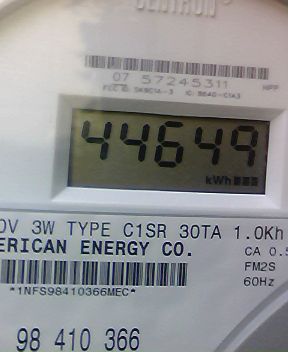 CENTRON®
07 57245311
44649
kWh
0V 3W TYPE C1SR 30TA 1.0Kh
ERICAN ENERGY CO.
CA 0.5
FM2S
60Hz
*1NFS98410366MEC*
98 410 366